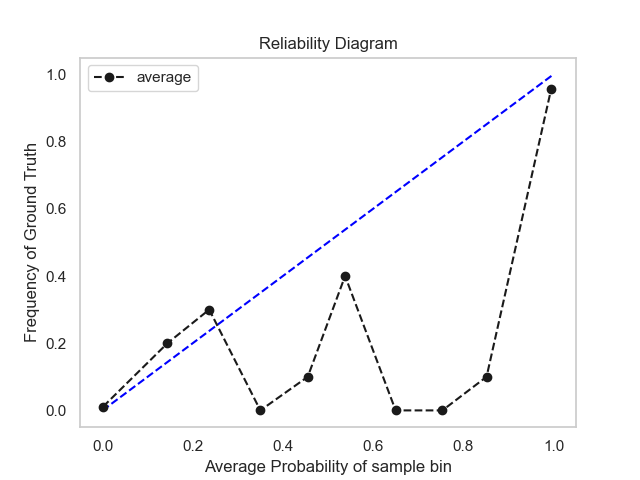 Reliability Diagram
average
1.0
0.8
0.6
0.4
0.2
0.0
Frequency of Ground Truth
0.0 0.2 0.4 0.6 0.8 1.0
Average Probability of sample bin